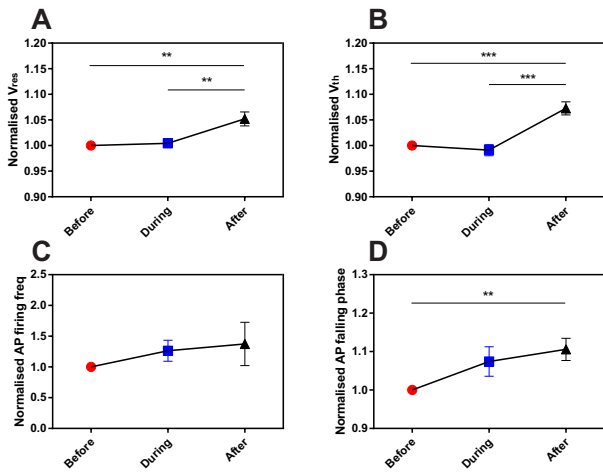 A
Normalised Vres
1.20
1.15
1.10
1.05
1.00
0.95
0.90
**
**
Before
During
After
B
Normalised Vth
1.20
1.15
1.10
1.05
1.00
0.95
0.90
***
***
Before
During
After
C
Normalised AP firing freq
2.5
2.0
1.5
1.0
0.5
0.0
Before
During
After
D
Normalised AP falling phase
1.3
1.2
1.1
1.0
0.9
**
Before
During
After